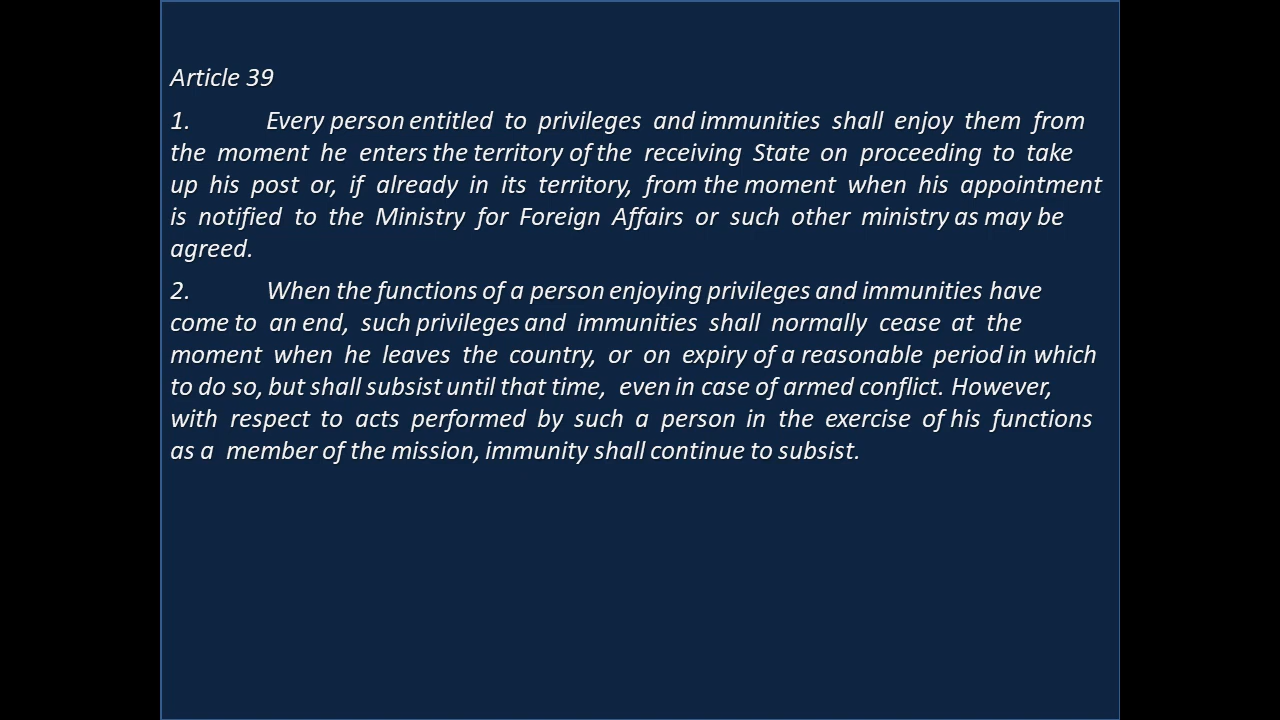 Article 39
1. Every person entitled to privileges and immunities shall enjoy them from
the moment he enters the territory of the receiving State on proceeding to take
up his post or, if already in its territory, from the moment when his appointment
is notified to the Ministry for Foreign Affairs or such other ministry as may be
agreed.
2. When the functions of a person enjoying privileges and immunities have
come to an end, such privileges and immunities shall normally cease at the
moment when he leaves the country, or on expiry of a reasonable period in which
to do so, but shall subsist until that time, even in case of armed conflict. However,
with respect to acts performed by such a person in the exercise of his functions
as a member of the mission, immunity shall continue to subsist.